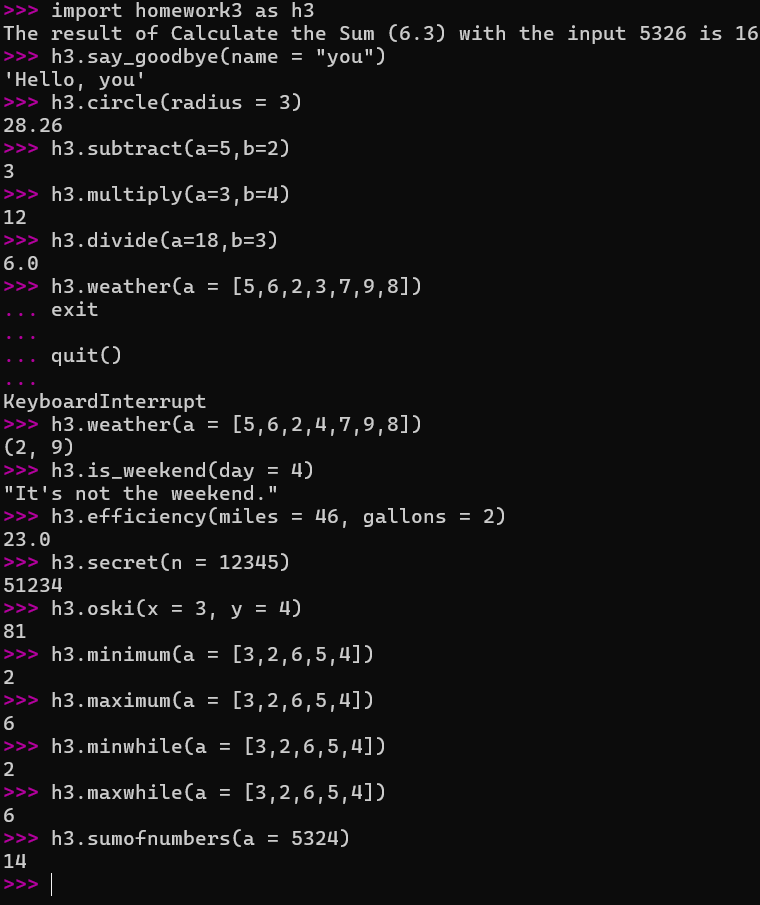 >>> import homework3 as h3
The result of Calculate the Sum (6.3) with the input 5326 is 16
>>> h3.say_goodbye(name = "you")
'Hello, you'
>>> h3.circle(radius = 3)
28.26
>>> h3.subtract(a=5,b=2)
3
>>> h3.multiply(a=3,b=4)
12
>>> h3.divide(a=18,b=3)
6.0
>>> h3.weather(a = [5,6,2,3,7,9,8])
... exit
...
... quit()
...
KeyboardInterrupt
>>> h3.weather(a = [5,6,2,4,7,9,8])
(2, 9)
>>> h3.is_weekend(day = 4)
"It's not the weekend."
>>> h3.efficiency(miles = 46, gallons = 2)
23.0
>>> h3.secret(n = 12345)
51234
>>> h3.oski(x = 3, y = 4)
81
>>> h3.minimum(a = [3,2,6,5,4])
2
>>> h3.maximum(a = [3,2,6,5,4])
6
>>> h3.minwhile(a = [3,2,6,5,4])
2
>>> h3.maxwhile(a = [3,2,6,5,4])
6
>>> h3.sumofnumbers(a = 5324)
14
>>>